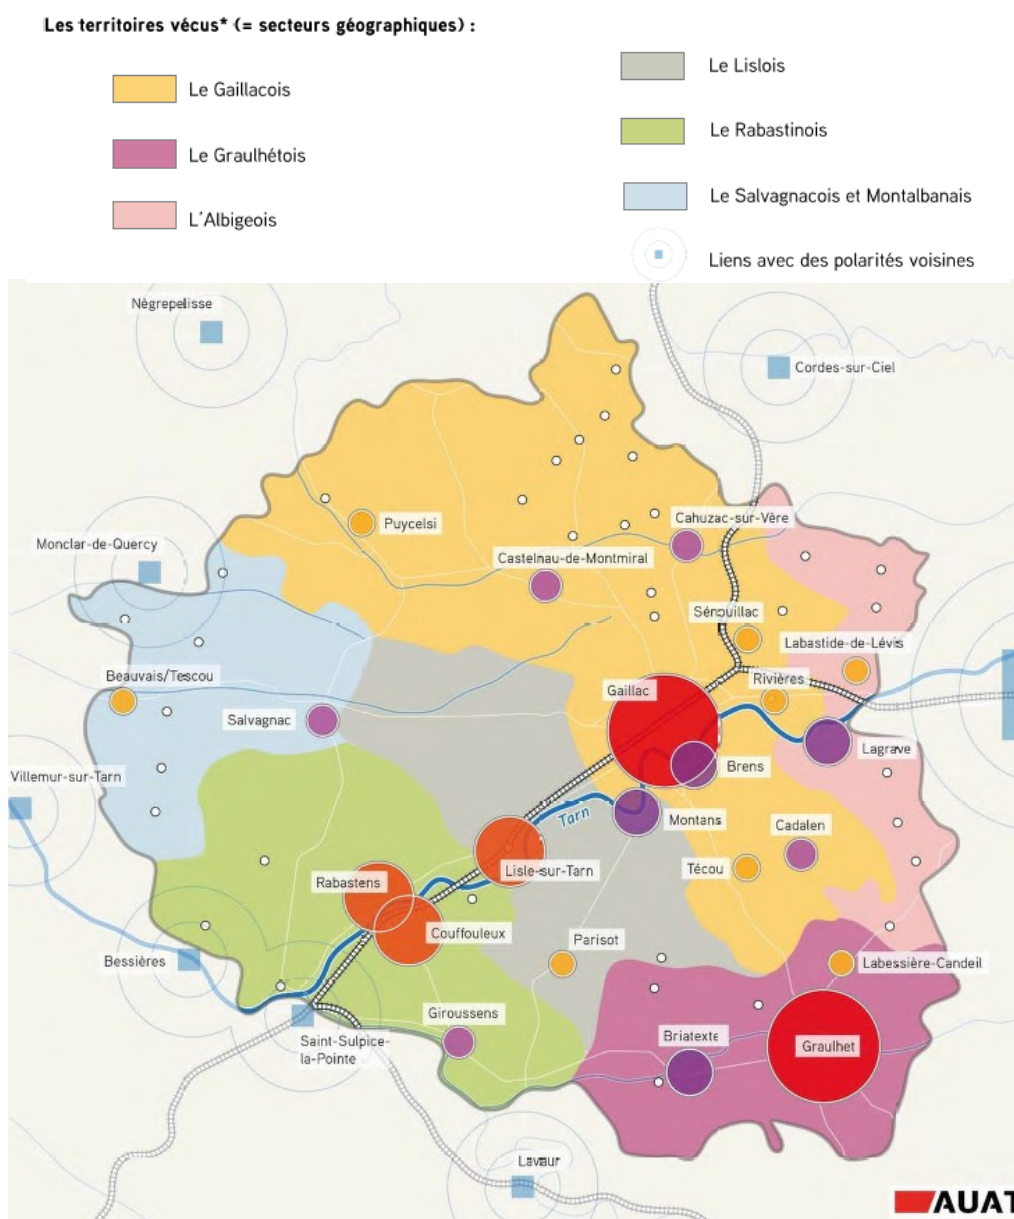 Les territoires vécus* (= secteurs géographiques) :
Le Gaillacois
Le Graulhétois
L'Albigeois
Le Lislois
Le Rabastinois
Le Salvagnacois et Montalbanais
Liens avec des polarités voisines
Négrepelisse
Cordes-sur-Ciel
Puycelsi
Cahuzac-sur-Vère
Monclar-de-Quercy
Castelnau-de-Montmiral
Sénouillac
Labastide-de-Lévis
Beauvais/Tescou
Rivières
Gaillac
Salvagnac
Lagrave
Brens
Villemur-sur-Tarn
Tarn
Montans
Cadalen
Técou
Lisle-sur-Tarn
Rabastens
Couffouleux
Parisot
Bessières
Labessière-Candeil
Giroussens
Briatexte
Graulhet
Saint-Sulpice-
la-Pointe
Lavaur
AUAT